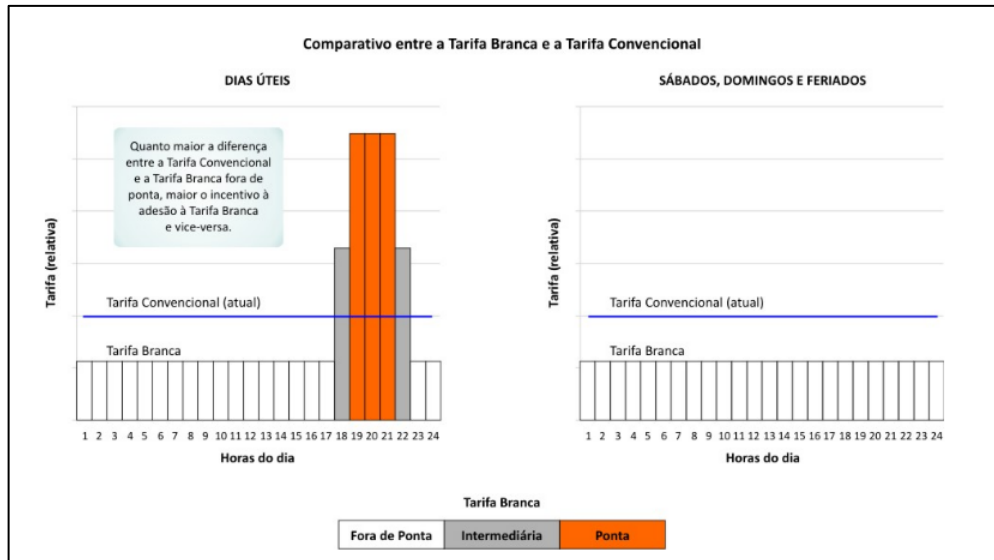 Comparativo entre a Tarifa Branca e a Tarifa Convencional
DIAS ÚTEIS
Quanto maior a diferença
entre a Tarifa Convencional
e a Tarifa Branca fora de
ponta, maior o incentivo à
adesão à Tarifa Branca
e vice-versa.
Tarifa (relativa)
Tarifa Convencional (atual)
Tarifa Branca
1 2 3 4 5 6 7 8 9 10 11 12 13 14 15 16 17 18 19 20 21 22 23 24
Horas do dia
SÁBADOS, DOMINGOS E FERIADOS
Tarifa (relativa)
Tarifa Convencional (atual)
Tarifa Branca
1 2 3 4 5 6 7 8 9 10 11 12 13 14 15 16 17 18 19 20 21 22 23 24
Horas do dia
Tarifa Branca
Fora de Ponta Intermediária Ponta